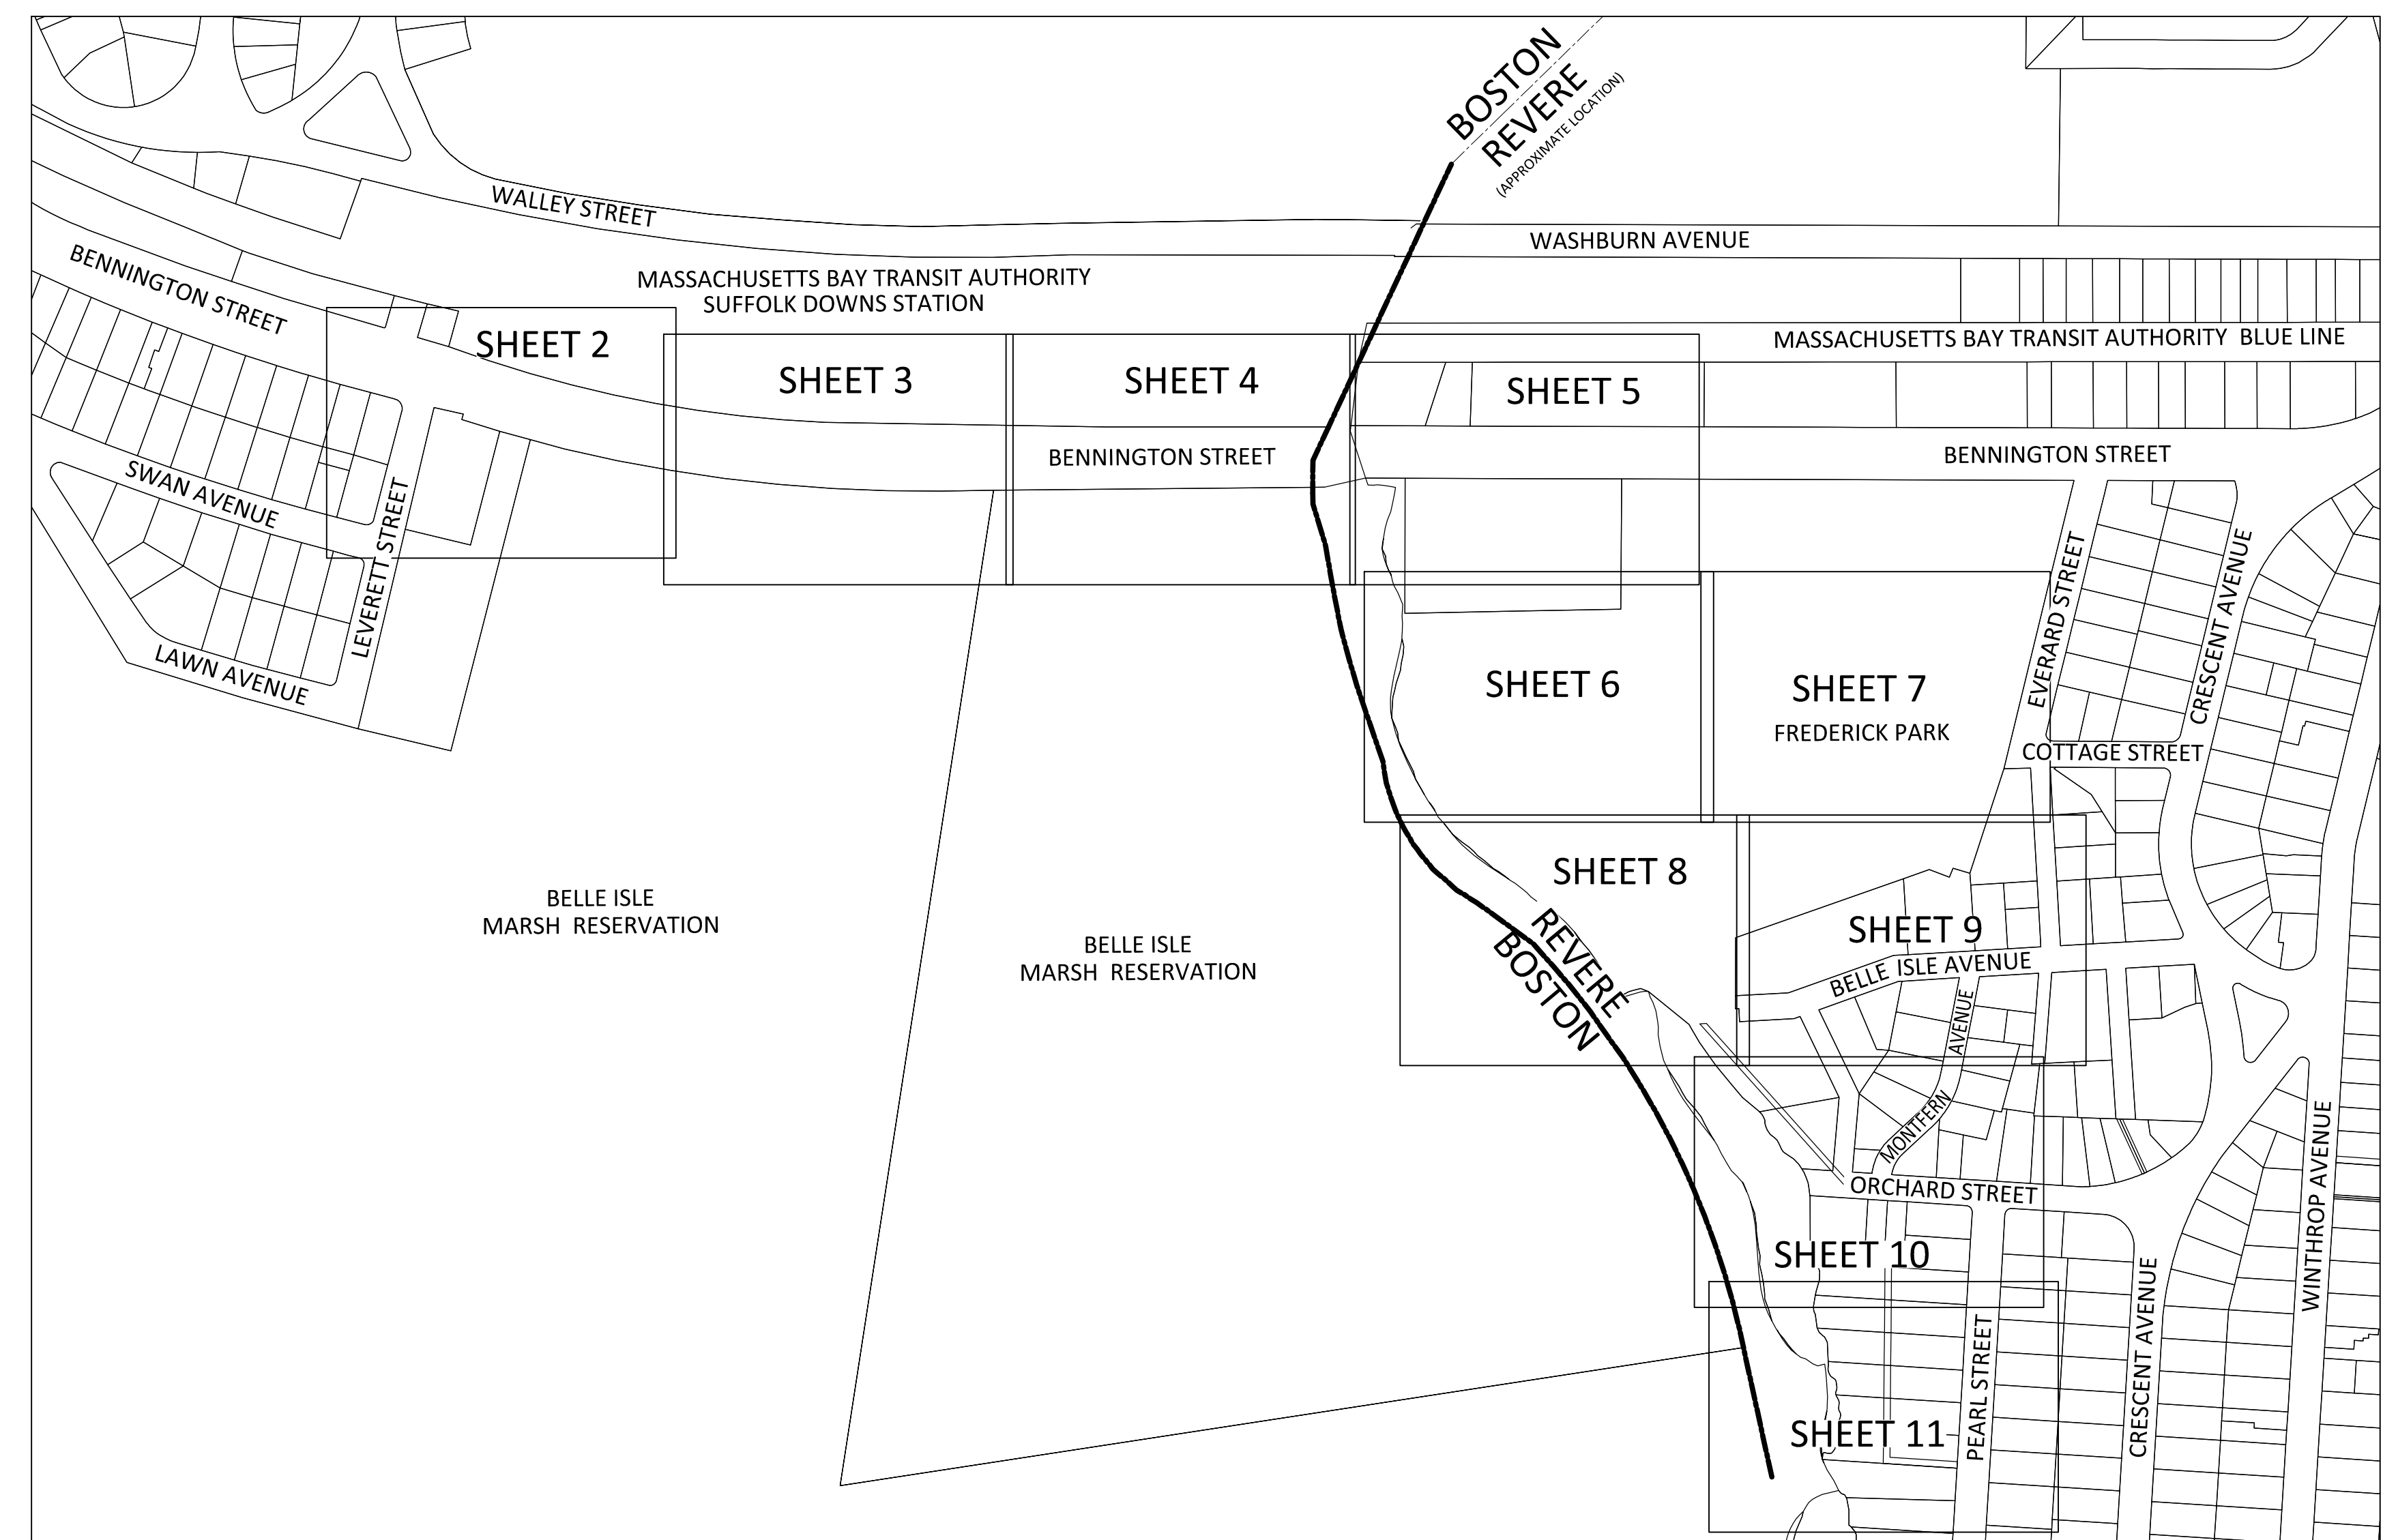 BOSTON
REVERE
(APPROXIMATE LOCATION)
WALLEY STREET
WASHBURN AVENUE
BENNINGTON STREET
MASSACHUSETTS BAY TRANSIT AUTHORITY
SUFFOLK DOWNS STATION
MASSACHUSETTS BAY TRANSIT AUTHORITY BLUE LINE
SHEET 2
SHEET 3
SHEET 4
SHEET 5
BENNINGTON STREET
BENNINGTON STREET
SWAN AVENUE
LEVERETT STREET
LAWN AVENUE
EVERARD STREET
CRESCENT AVENUE
SHEET 6
SHEET 7
FREDERICK PARK
COTTAGE STREET
BELLE ISLE
MARSH RESERVATION
BELLE ISLE
MARSH RESERVATION
SHEET 8
REVERE
BOSTON
SHEET 9
BELLE ISLE AVENUE
MONTFERN AVENUE
ORCHARD STREET
WINTHROP AVENUE
SHEET 10
PEARL STREET
CRESCENT AVENUE
SHEET 11